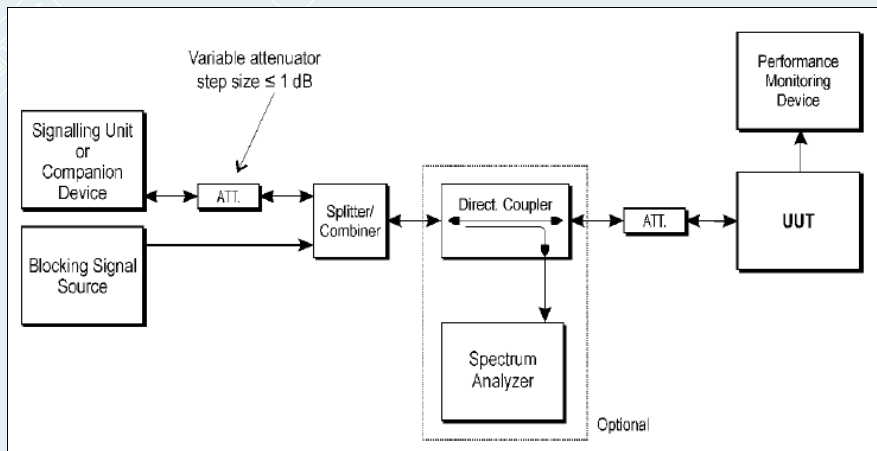 Variable attenuator
step size ≤ 1 dB
Performance
Monitoring
Device
Signalling Unit
or
Companion
Device
ATT.
Splitter/
Combiner
Direct. Coupler
ATT.
UUT
Blocking Signal
Source
Spectrum
Analyzer
Optional